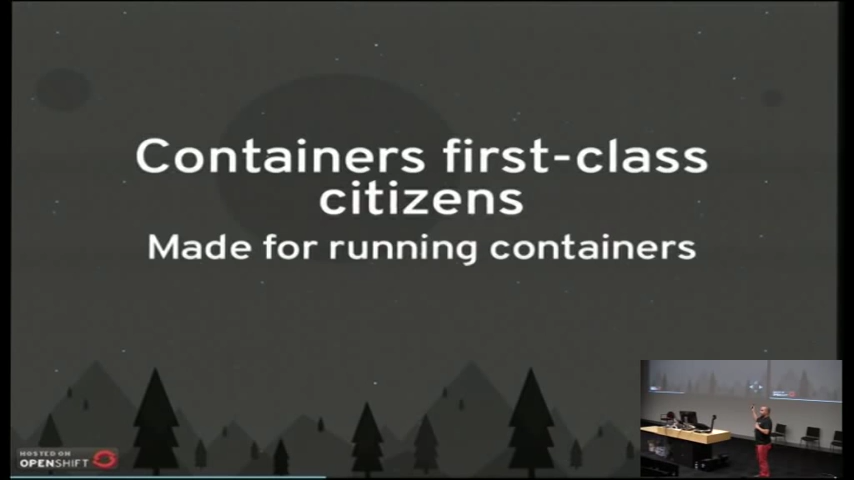 Containers first-class
citizens
Made for running containers
HOSTED ON
OPENSHIFT